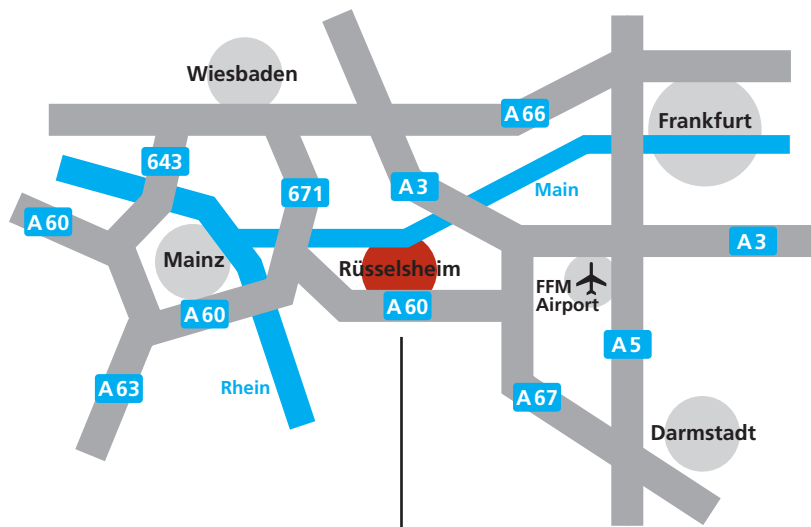 Wiesbaden
A 66
Frankfurt
643
671
A 3
Main
A 60
A 3
Mainz
Rüsselsheim
FFM
Airport
A 60
A 60
A 5
A 63
Rhein
A 67
Darmstadt